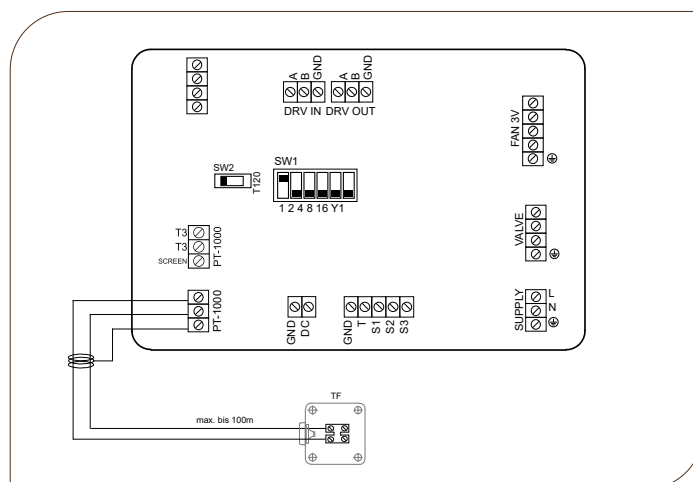 A B GND A B GND
DRV IN DRV OUT
FAN 3V
SW2
T120
SW1
1 2 4 8 16 Y1
T3
T3
SCREEN
PT-1000
VALVE
PT-1000
GND DC
GND T S1 S2 S3
SUPPLY
L
N
TF
max. bis 100m